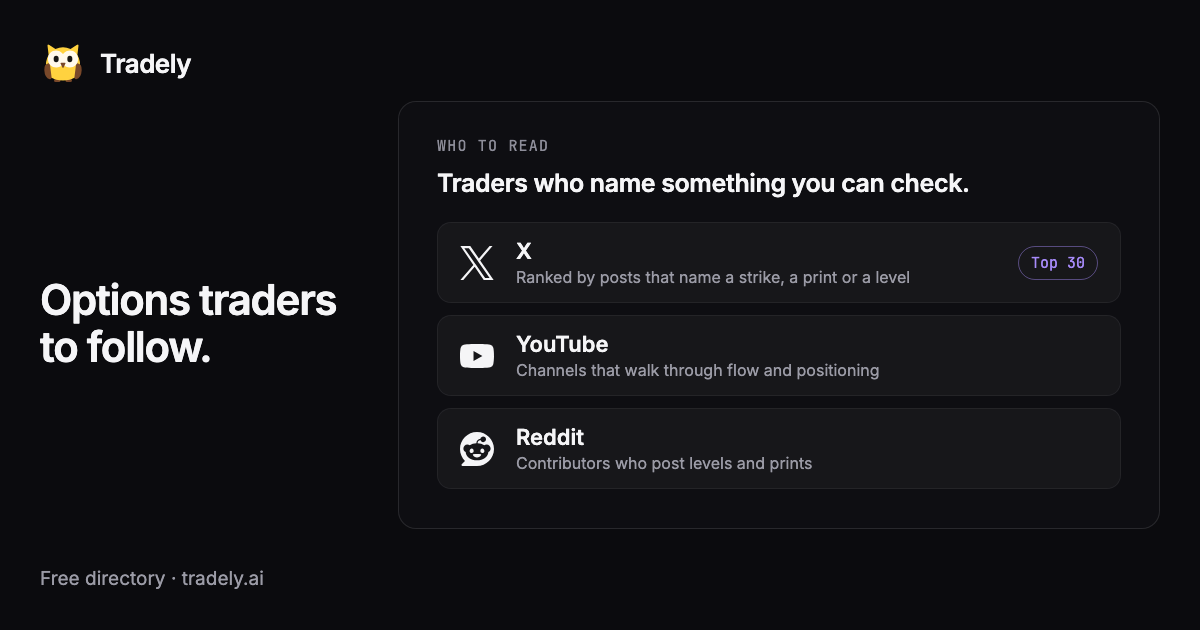 Tradely
Options traders
to follow.
Free directory · tradely.ai
WHO TO READ
Traders who name something you can check.
X
Ranked by posts that name a strike, a print or a level
Top 30
YouTube
Channels that walk through flow and positioning
Reddit
Contributors who post levels and prints